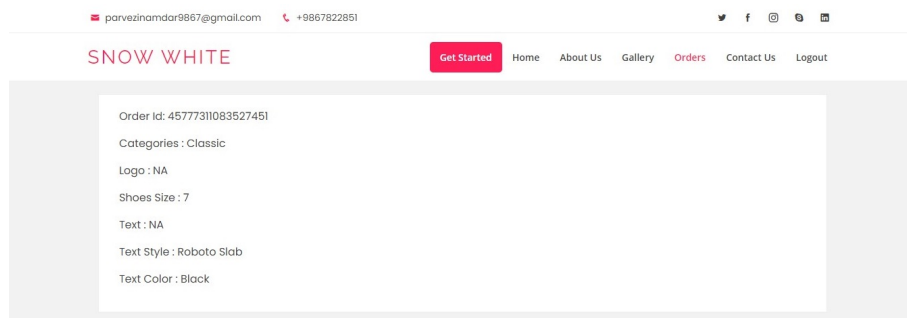 parvezinamdar9867@gmail.com +9867822851
SNOW WHITE Get Started Home About Us Gallery Orders Contact Us Logout
Order Id: 45777311083527451
Categories : Classic
Logo : NA
Shoes Size : 7
Text : NA
Text Style : Roboto Slab
Text Color : Black